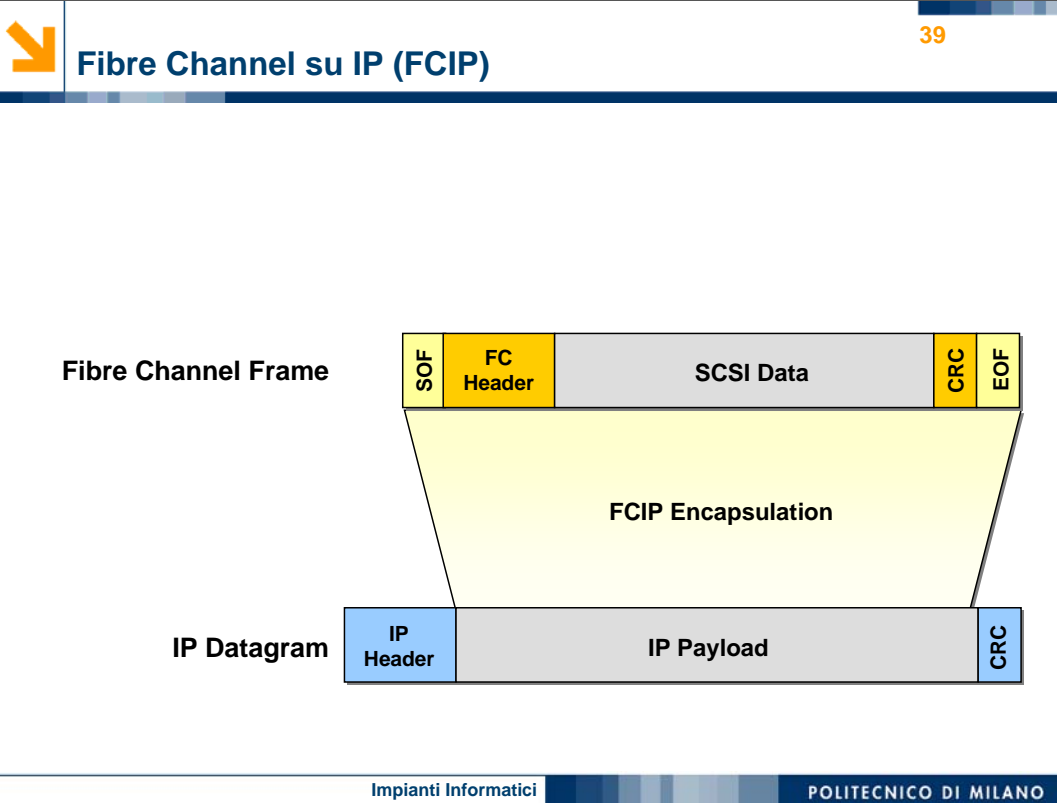 39
Fibre Channel su IP (FCIP)
Fibre Channel Frame
SOF
FC
Header
SCSI Data
CRC
EOF
FCIP Encapsulation
IP Datagram
IP
Header
IP Payload
CRC
Impianti Informatici
POLITECNICO DI MILANO